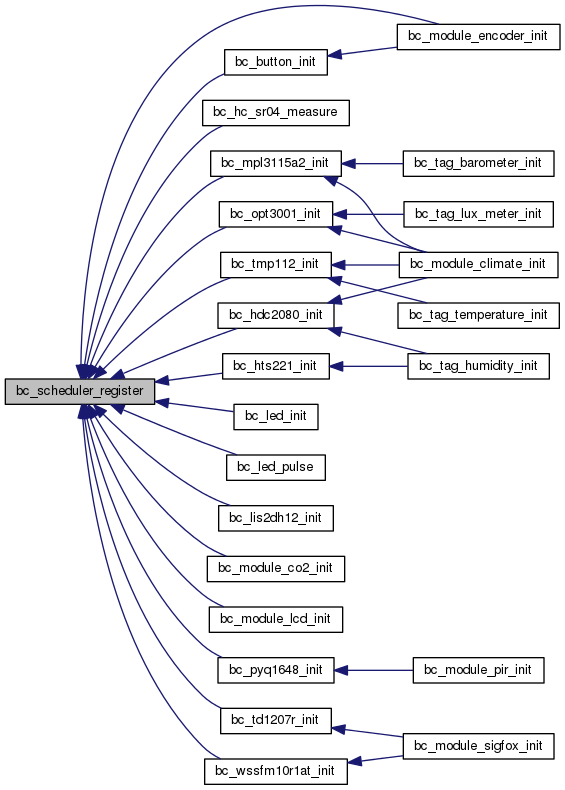 bc_module_encoder_init
bc_button_init
bc_hc_sr04_measure
bc_mpl3115a2_init
bc_tag_barometer_init
bc_opt3001_init
bc_tag_lux_meter_init
bc_tmp112_init
bc_module_climate_init
bc_hdc2080_init
bc_tag_temperature_init
bc_hts221_init
bc_tag_humidity_init
bc_scheduler_register
bc_led_init
bc_led_pulse
bc_lis2dh12_init
bc_module_co2_init
bc_module_lcd_init
bc_pyq1648_init
bc_module_pir_init
bc_td1207r_init
bc_module_sigfox_init
bc_wssfm10r1at_init